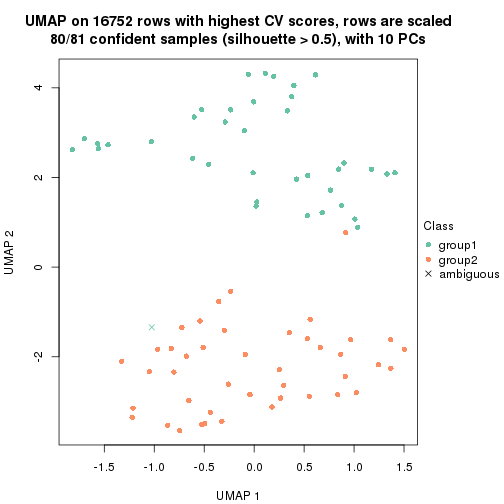 UMAP on 16752 rows with highest CV scores, rows are scaled
80/81 confident samples (silhouette > 0.5), with 10 PCs
4
2
0
-2
UMAP 2
-1.5
-1.0
-0.5
0.0
0.5
1.0
1.5
UMAP 1
Class
group1
group2
ambiguous